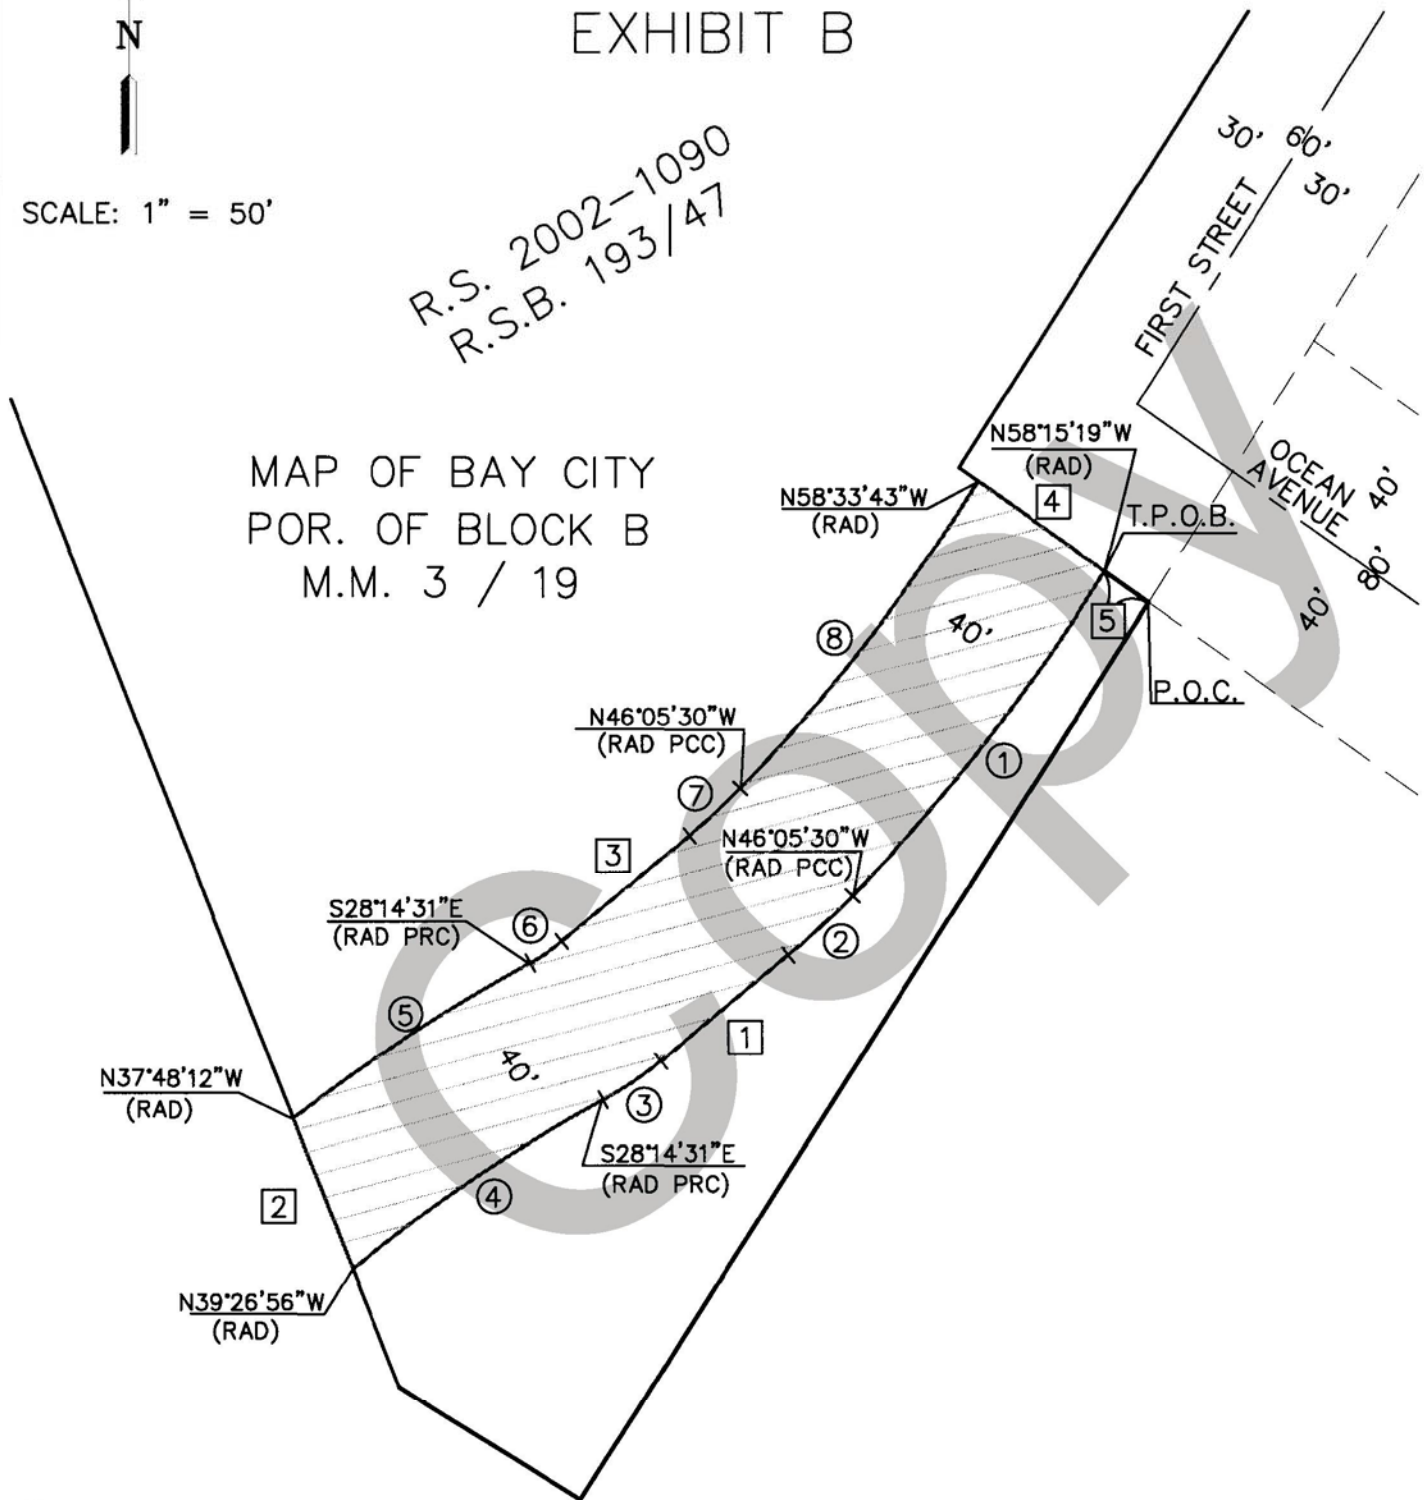 EXHIBIT B
N
SCALE: 1" = 50'
R.S. 2002-1090
R.S.B. 193/47
30' 60'
30'
FIRST STREET
MAP OF BAY CITY
POR. OF BLOCK B
M.M. 3 / 19
N58°15'19"W
(RAD)
4
OCEAN
AVENUE
40'
80'
40'
N58°33'43"W
(RAD)
T.P.O.B.
5
40'
8
P.O.C.
N46°05'30"W
(RAD PCC)
1
7
N46°05'30"W
(RAD PCC)
3
S28°14'31"E
(RAD PRC)
6
2
5
1
40'
N37°48'12"W
(RAD)
3
S28°14'31"E
(RAD PRC)
4
2
N39°26'56"W
(RAD)
Copy